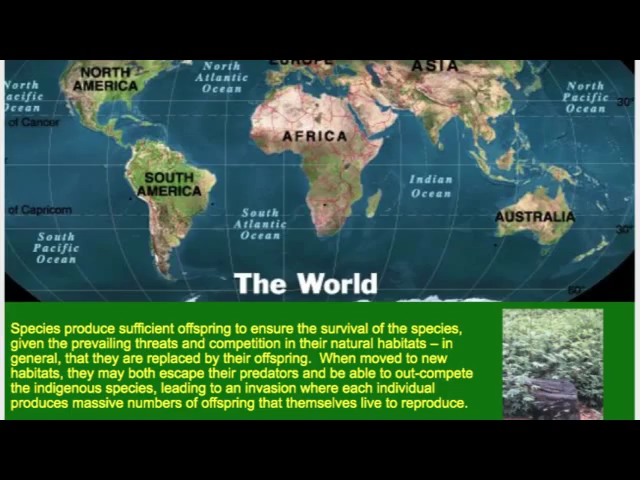 NORTH
AMERICA
North
Atlantic
Ocean
EUROPE
ASIA
North
Pacific
Ocean
30°
North
acific
Ocean
of Cancer
AFRICA
SOUTH
AMERICA
Indian
Ocean
of Capricorn
South
Pacific
Ocean
South
Atlantic
Ocean
AUSTRALIA
30°
60°
The World
Species produce sufficient offspring to ensure the survival of the species,
given the prevailing threats and competition in their natural habitats – in
general, that they are replaced by their offspring. When moved to new
habitats, they may both escape their predators and be able to out-compete
the indigenous species, leading to an invasion where each individual
produces massive numbers of offspring that themselves live to reproduce.